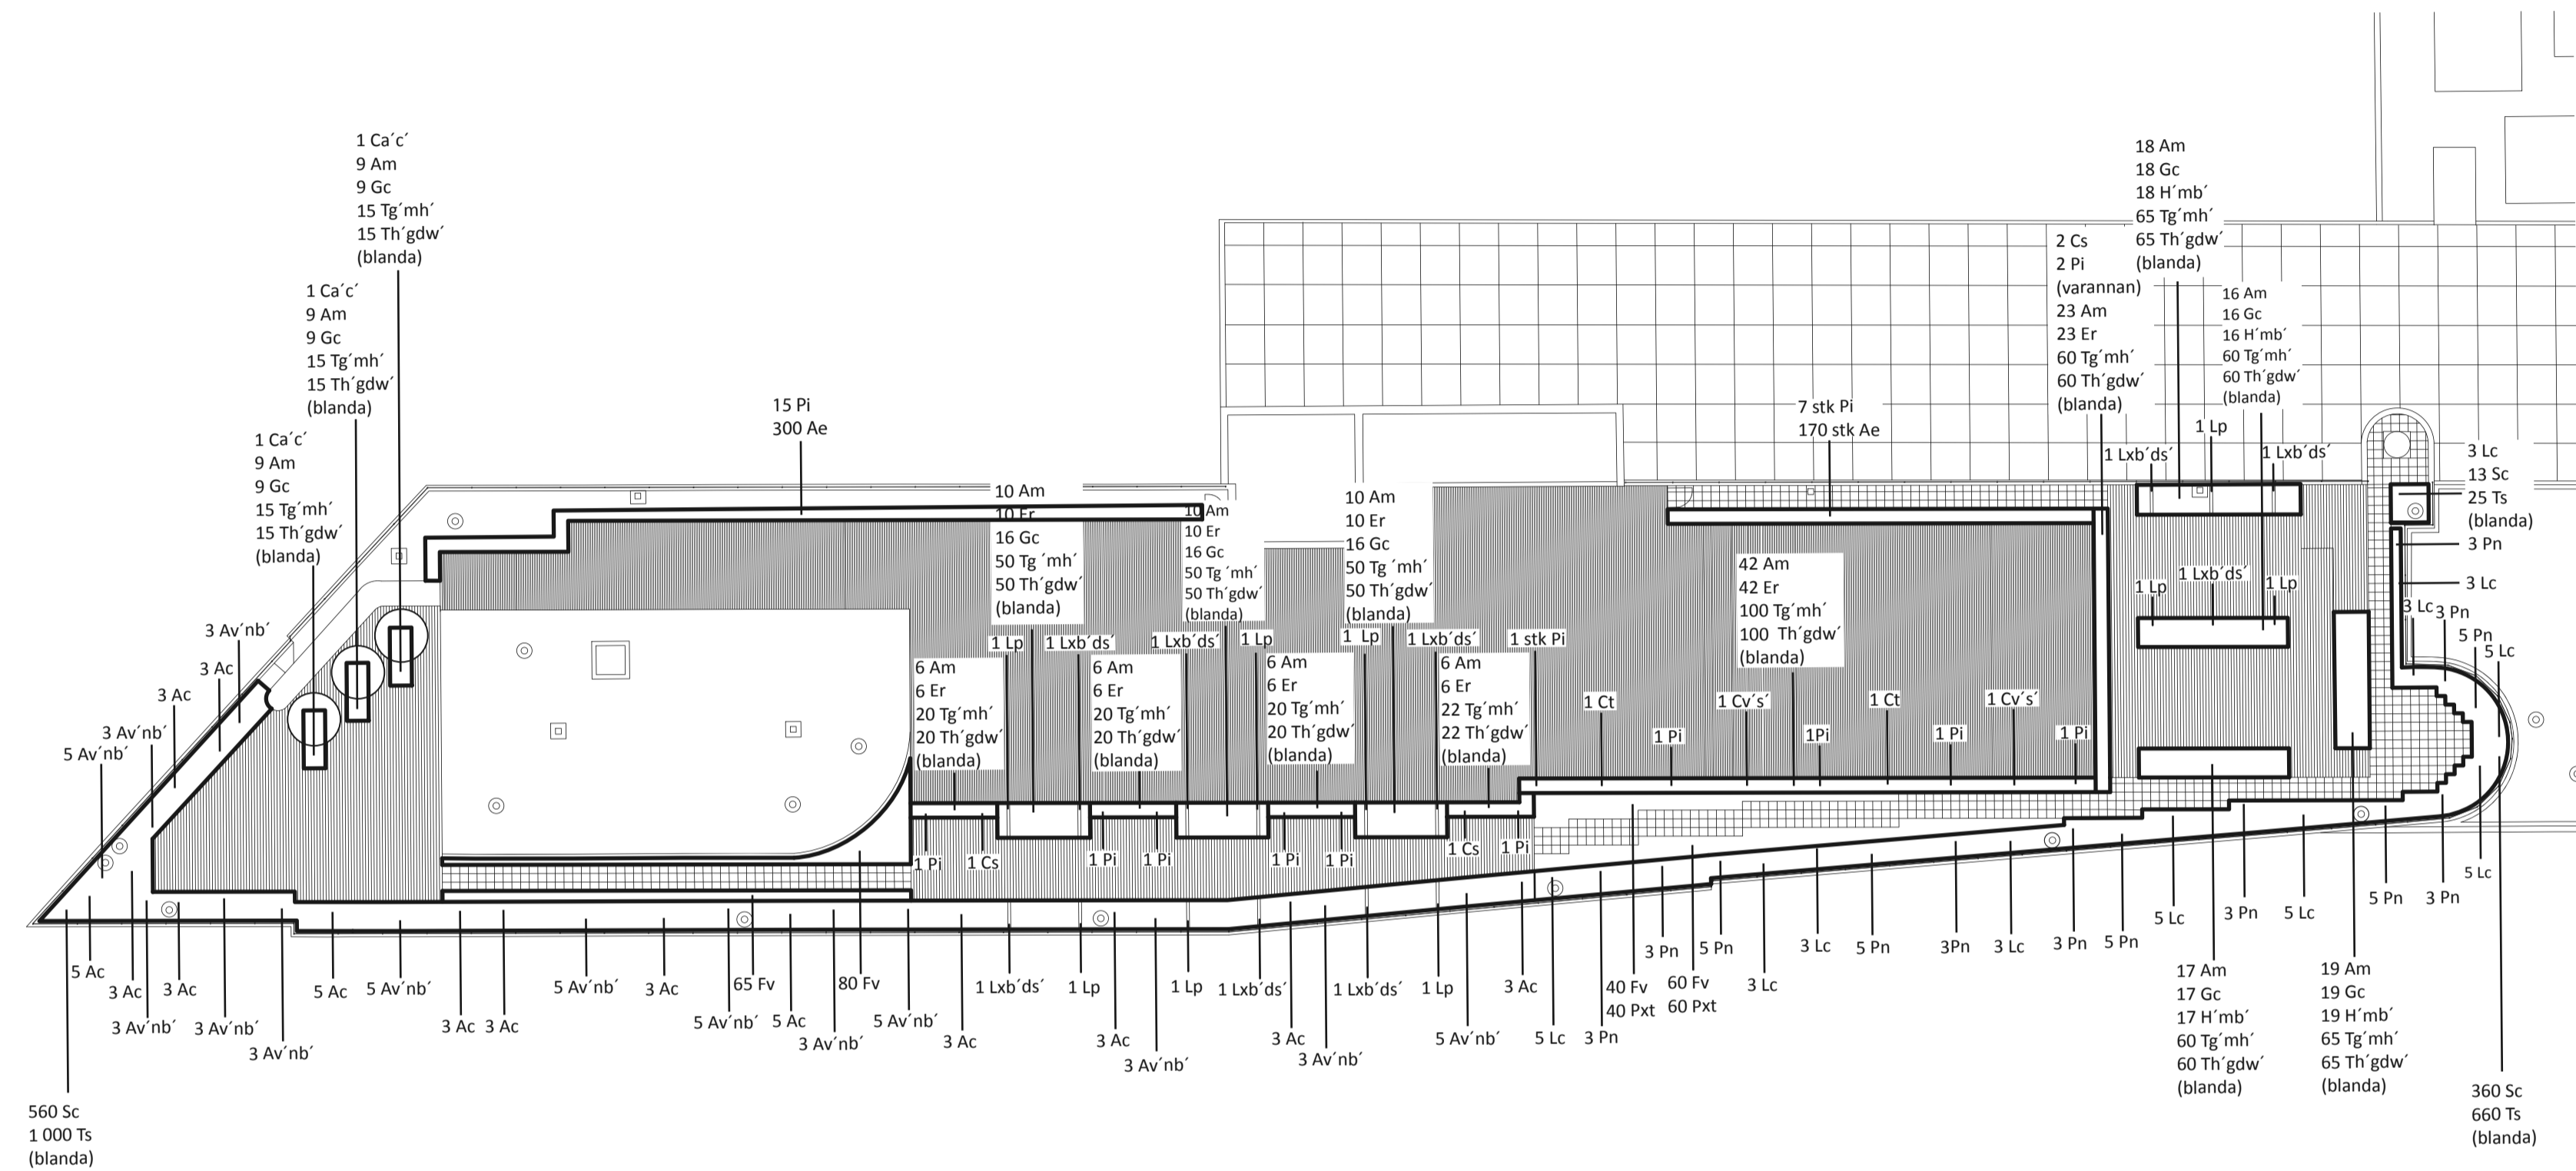 1 Ca´c´
9 Am
9 Gc
15 Tg´mh´
15 Th´gdw´
(blanda)
1 Ca´c´
9 Am
9 Gc
15 Tg´mh´
15 Th´gdw´
(blanda)
1 Ca´c´
9 Am
9 Gc
15 Tg´mh´
15 Th´gdw´
(blanda)
3 Av´nb´
3 Ac
3 Ac
3 Av´nb´
5 Av´nb´
15 Pi
300 Ae
10 Am
10 Er
16 Gc
50 Tg ´mh´
50 Th´gdw´
(blanda)
10 Am
10 Er
16 Gc
50 Tg ´mh´
50 Th´gdw´
(blanda)
10 Am
10 Er
16 Gc
50 Tg ´mh´
50 Th´gdw´
(blanda)
7 stk Pi
170 stk Ae
2 Cs
2 Pi
(varannan)
23 Am
23 Er
60 Tg´mh´
60 Th´gdw´
(blanda)
18 Am
18 Gc
18 H´mb´
65 Tg´mh´
65 Th´gdw´
(blanda)
16 Am
16 Gc
16 H´mb´
60 Tg´mh´
60 Th´gdw´
(blanda)
1 Lxb´ds´
1 Lp
1 Lxb´ds´
3 Lc
13 Sc
25 Ts
(blanda)
3 Pn
3 Lc
3 Lc
3 Pn
5 Pn
5 Lc
1 Lp
1 Lxb´ds´
1 Lp
1 Lp
1 Lxb´ds´
1 Lxb´ds´
1 Lp
1 Lp
1 Lxb´ds´
1 stk Pi
6 Am
6 Er
20 Tg´mh´
20 Th´gdw´
(blanda)
6 Am
6 Er
20 Tg´mh´
20 Th´gdw´
(blanda)
6 Am
6 Er
20 Tg´mh´
20 Th´gdw´
(blanda)
6 Am
6 Er
22 Tg´mh´
22 Th´gdw´
(blanda)
42 Am
42 Er
100 Tg´mh´
100 Th´gdw´
(blanda)
1 Ct
1 Pi
1 Cv´s´
1Pi
1 Ct
1 Pi
1 Cv´s´
1 Pi
1 Pi
1 Cs
1 Pi
1 Pi
1 Pi
1 Pi
1 Cs
1 Pi
5 Ac
3 Ac
3 Av´nb´
3 Ac
3 Av´nb´
3 Av´nb´
5 Ac
5 Av´nb´
3 Ac
3 Ac
5 Av´nb´
3 Ac
5 Av´nb´
65 Fv
5 Ac
3 Av´nb´
80 Fv
5 Av´nb´
3 Ac
1 Lxb´ds´
1 Lp
3 Ac
3 Av´nb´
1 Lp
1 Lxb´ds´
3 Ac
3 Av´nb´
1 Lxb´ds´
1 Lp
5 Av´nb´
3 Ac
5 Lc
3 Pn
40 Fv
40 Pxt
3 Pn
60 Fv
60 Pxt
5 Pn
3 Lc
3 Lc
5 Pn
3Pn
3 Lc
3 Pn
5 Pn
5 Lc
3 Pn
5 Lc
5 Pn
3 Pn
5 Lc
17 Am
17 Gc
17 H´mb´
60 Tg´mh´
60 Th´gdw´
(blanda)
19 Am
19 Gc
19 H´mb´
65 Tg´mh´
65 Th´gdw´
(blanda)
560 Sc
1 000 Ts
(blanda)
360 Sc
660 Ts
(blanda)